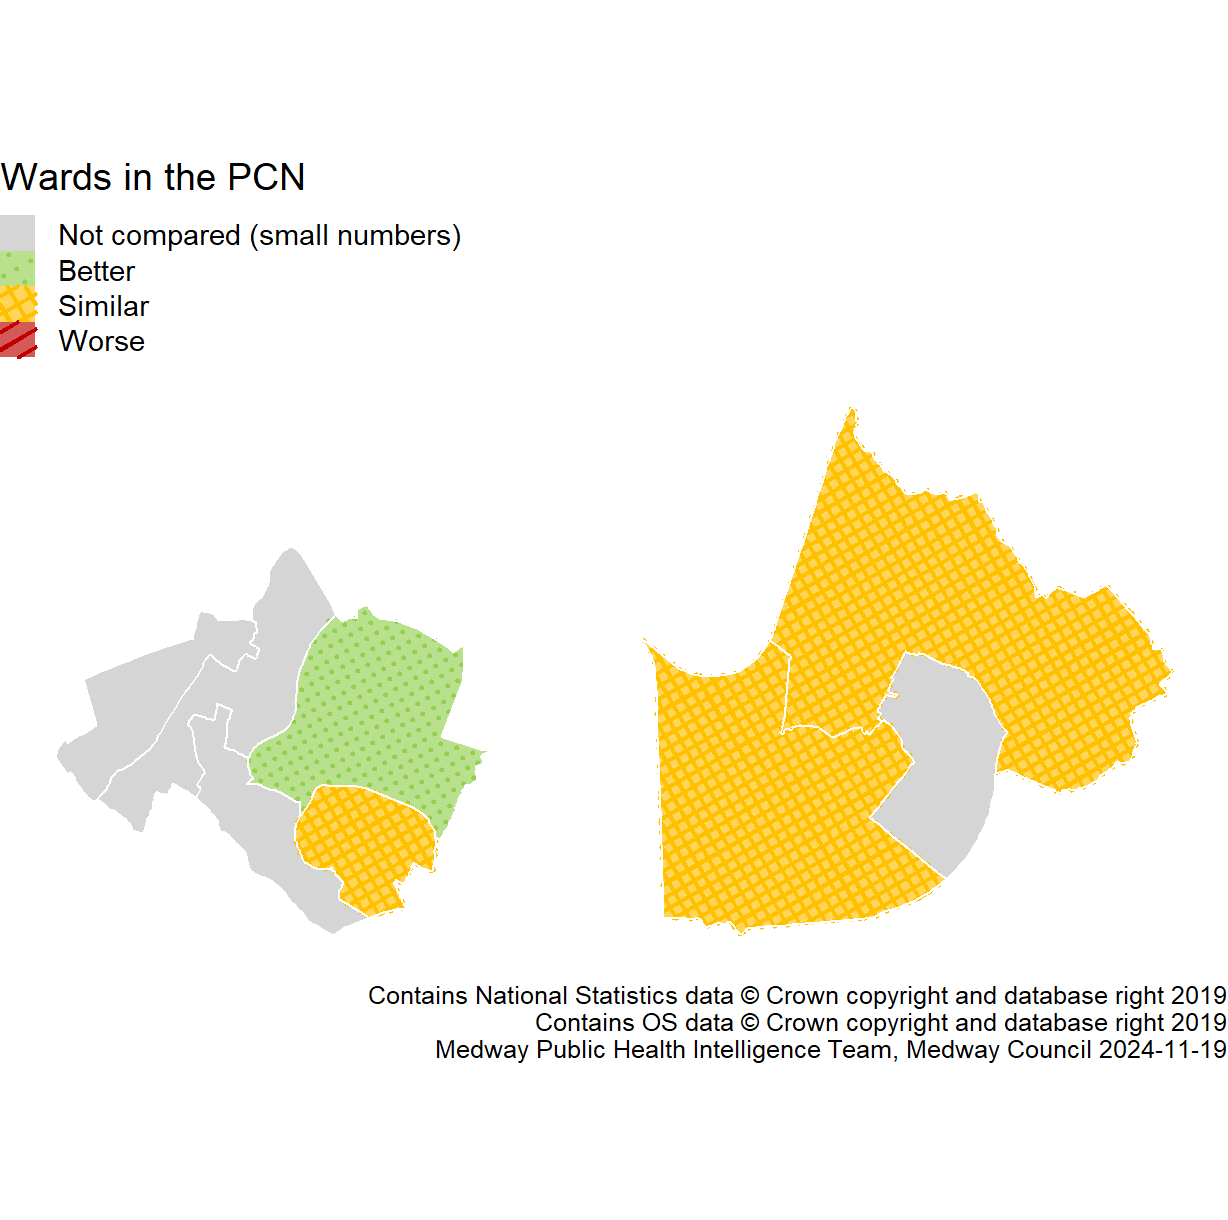 Wards in the PCN
Not compared (small numbers)
Better
Similar
Worse
Contains National Statistics data © Crown copyright and database right 2019
Contains OS data © Crown copyright and database right 2019
Medway Public Health Intelligence Team, Medway Council 2024-11-19